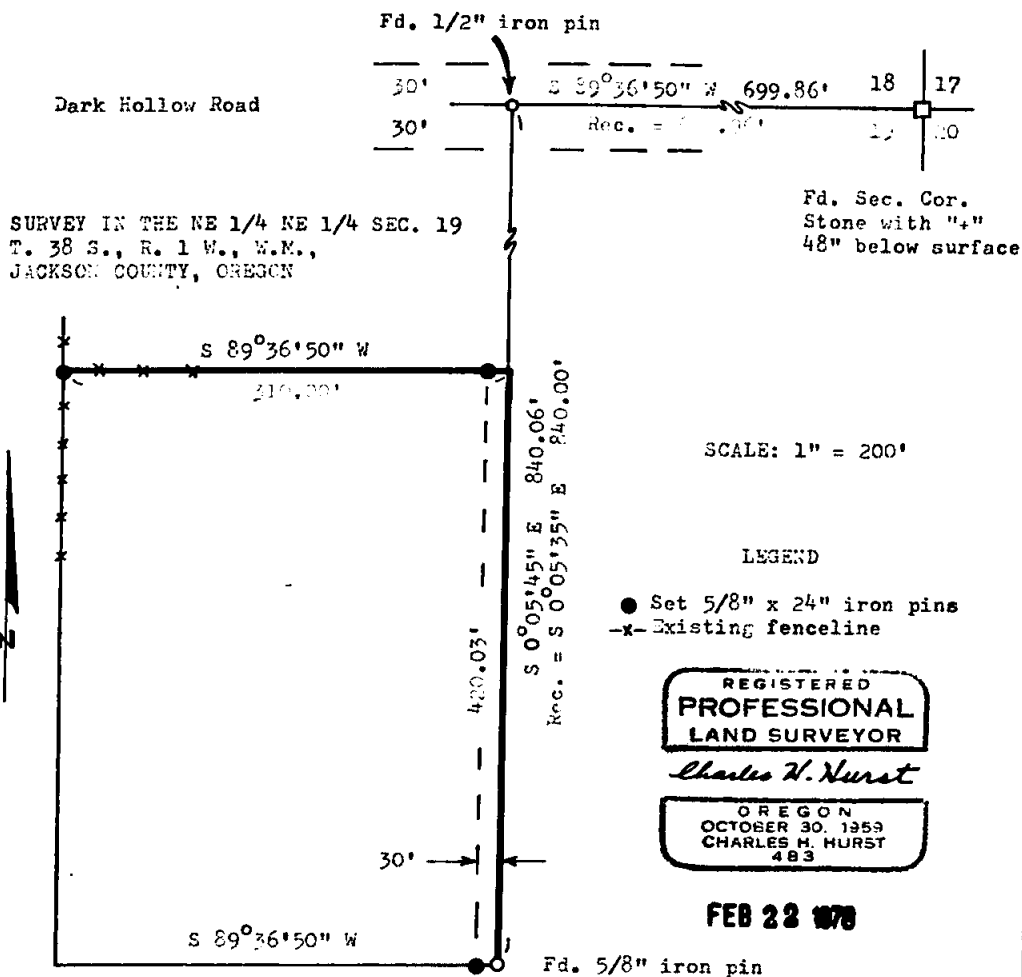 Fd. 1/2" iron pin
Dark Hollow Road
30'
30'
S 89°36'50" W 699.86'
Rec. =
18 17
19 20
Fd. Sec. Cor.
Stone with "+"
48" below surface
SURVEY IN THE NE 1/4 NE 1/4 SEC. 19
T. 38 S., R. 1 W., W.M.,
JACKSON COUNTY, OREGON
S 89°36'50" W
310.00'
S 0°05'45" E 840.06'
Rec. = S 0°05'35" E 840.00'
420.03'
SCALE: 1" = 200'
N
LEGEND
Set 5/8" x 24" iron pins
-x- Existing fenceline
REGISTERED
PROFESSIONAL
LAND SURVEYOR
Charles H. Hurst
OREGON
OCTOBER 30, 1959
CHARLES H. HURST
483
30'
FEB 22 1978
S 89°36'50" W
Fd. 5/8" iron pin